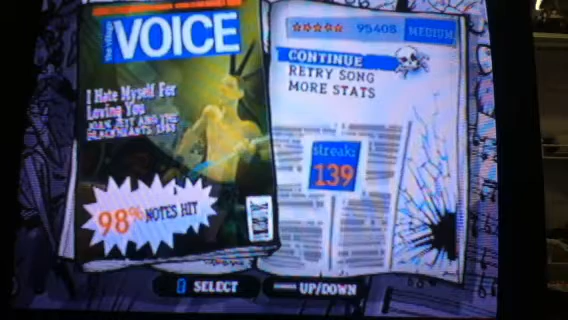 the village
VOICE
I Hate Myself For
Loving You
JOAN JETT AND THE
BLACKHEARTS 1988
98% NOTES HIT
95408
MEDIUM
CONTINUE
RETRY SONG
MORE STATS
streak:
139
SELECT
UP/DOWN